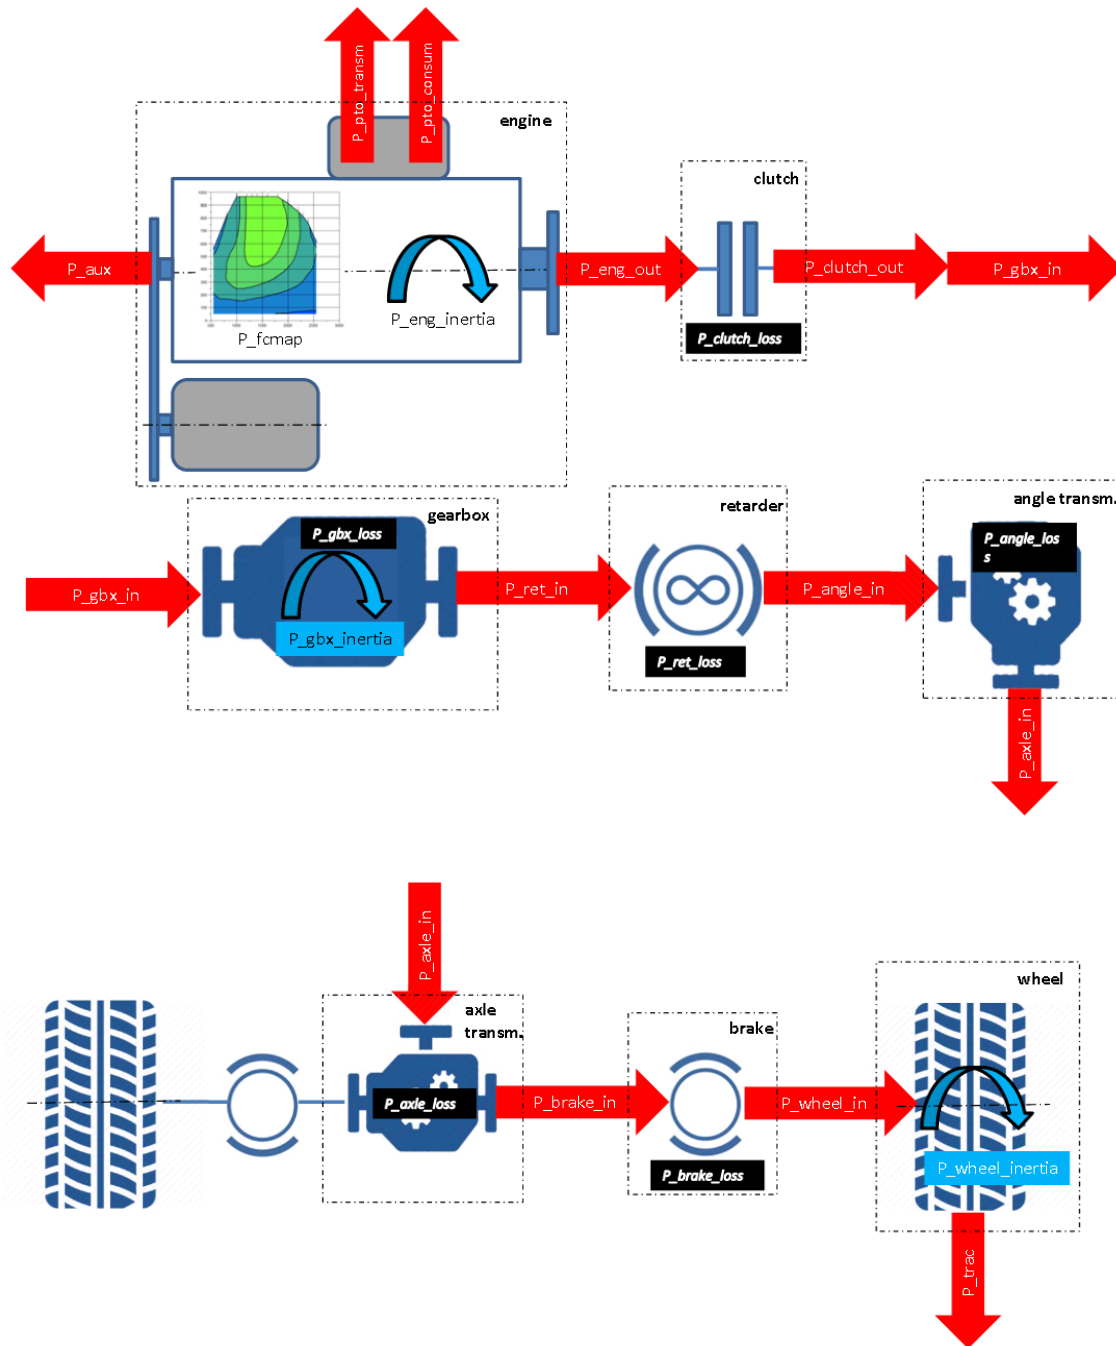 P_pto_transm
P_pto_consum
engine
clutch
P_aux
P_eng_out
P_clutch_out
P_gbx_in
P_eng_inertia
P_fcmap
P_clutch_loss
gearbox
retarder
angle transm.
P_gbx_loss
P_angle_los
s
P_gbx_in
P_ret_in
P_angle_in
P_gbx_inertia
P_ret_loss
P_axle_in
P_axle_in
axle
transm.
brake
wheel
P_axle_loss
P_brake_in
P_wheel_in
P_brake_loss
P_wheel_inertia
P_trac